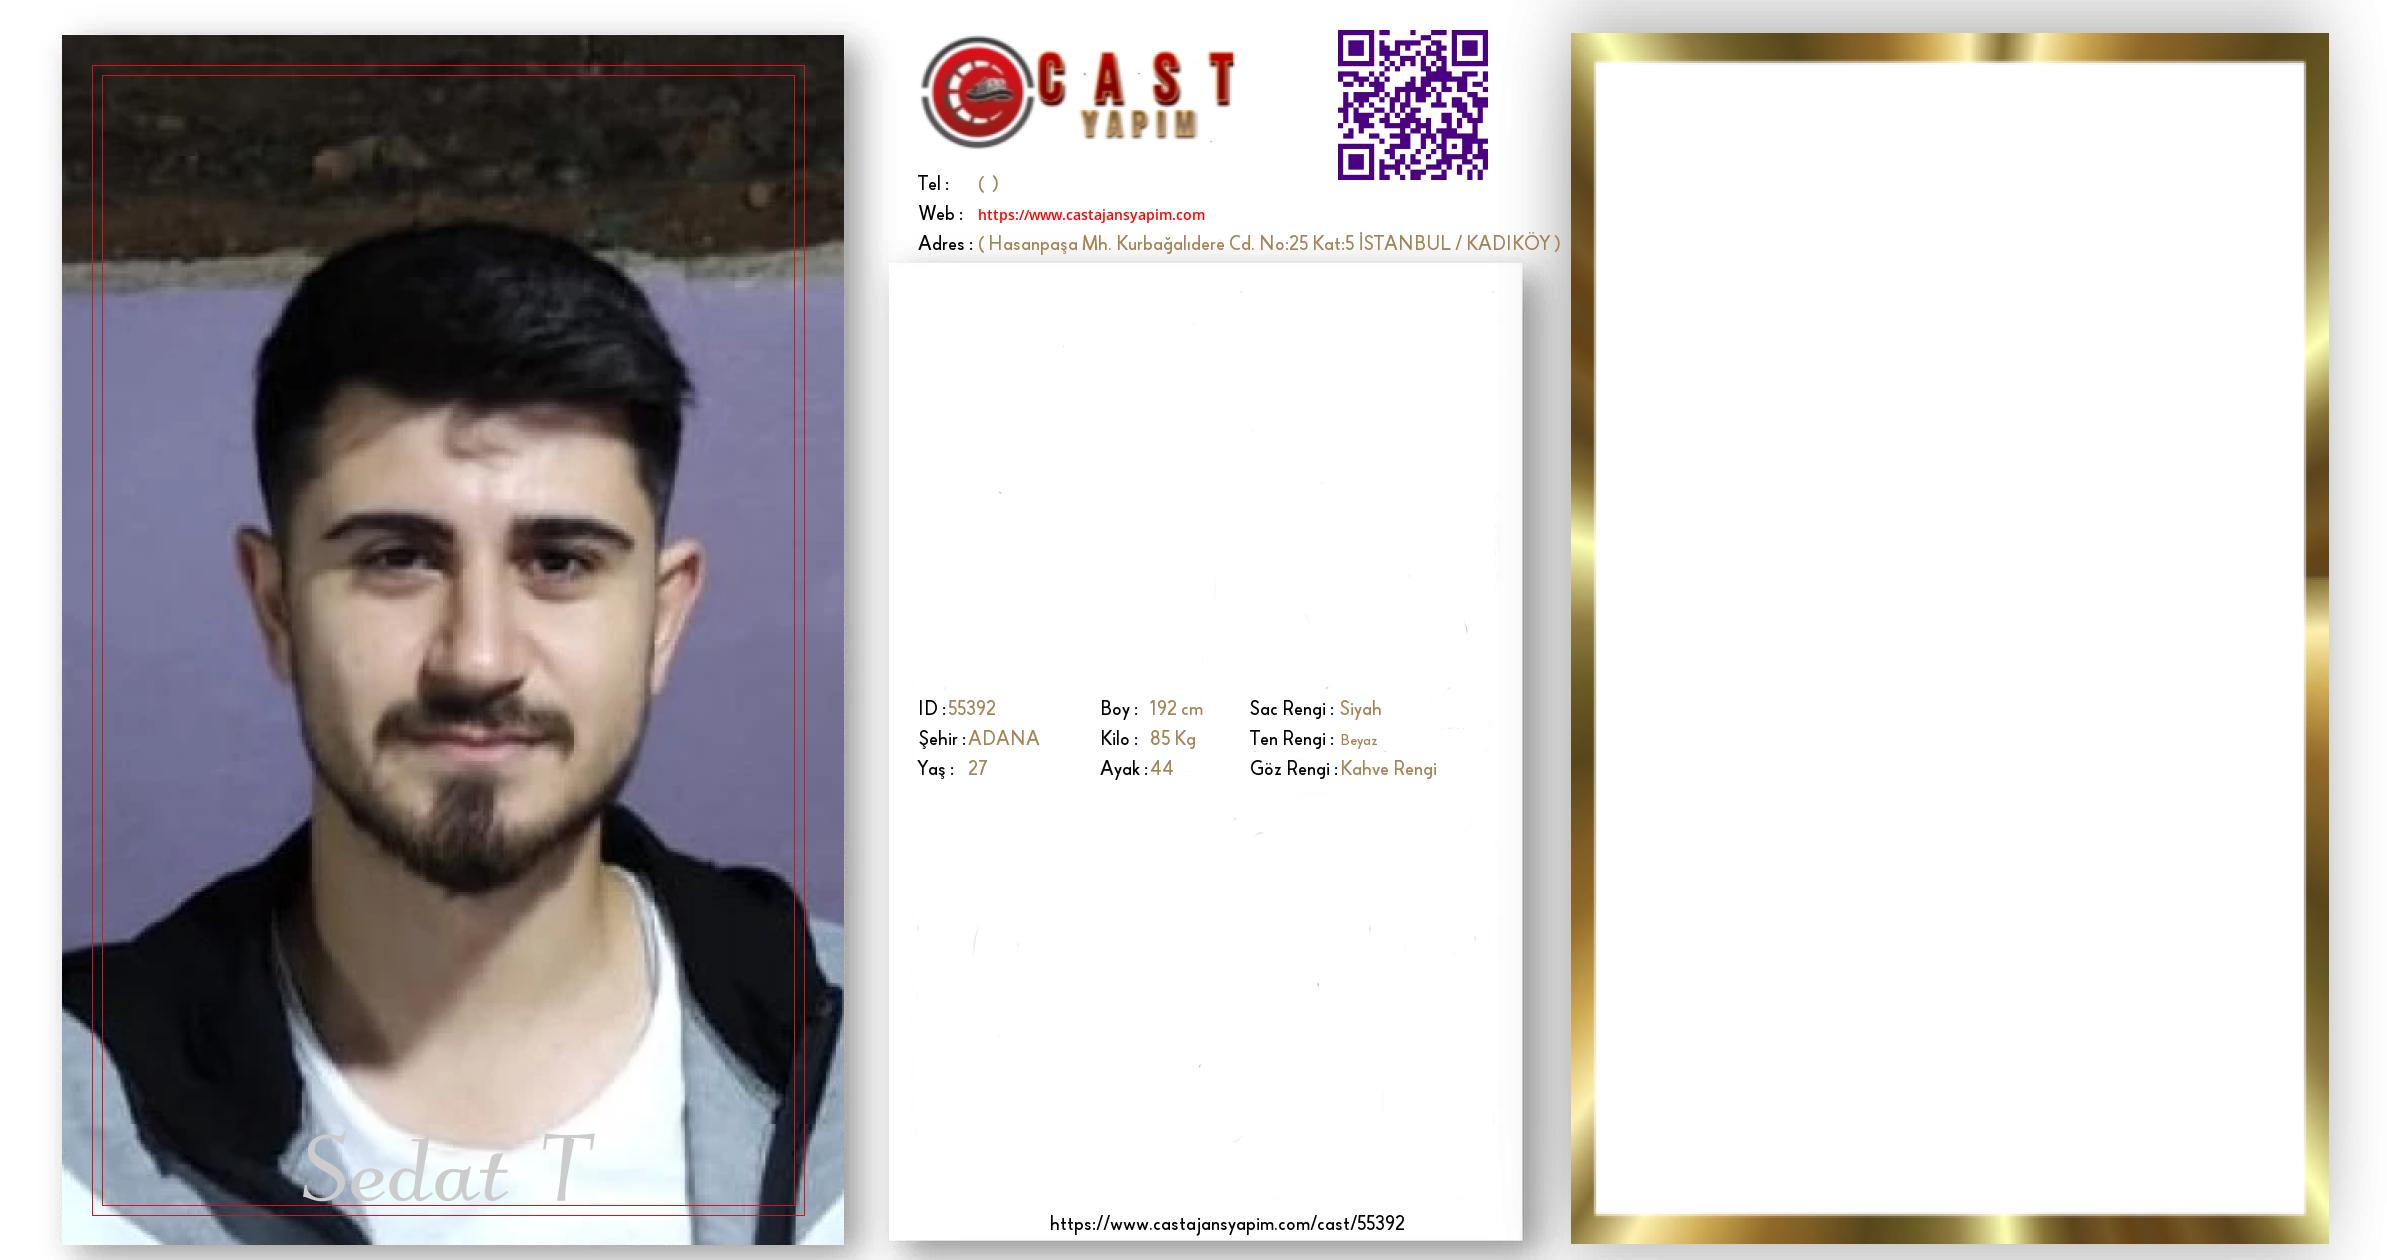 Sedat T
CAST
YAPIM
Tel : ( )
Web : https://www.castajansyapim.com
Adres : ( Hasanpaşa Mh. Kurbağalıdere Cd. No:25 Kat:5 İSTANBUL / KADIKÖY )
ID : 55392 Boy : 192 cm Sac Rengi : Siyah
Şehir : ADANA Kilo : 85 Kg Ten Rengi : Beyaz
Yaş : 27 Ayak : 44 Göz Rengi : Kahve Rengi
https://www.castajansyapim.com/cast/55392